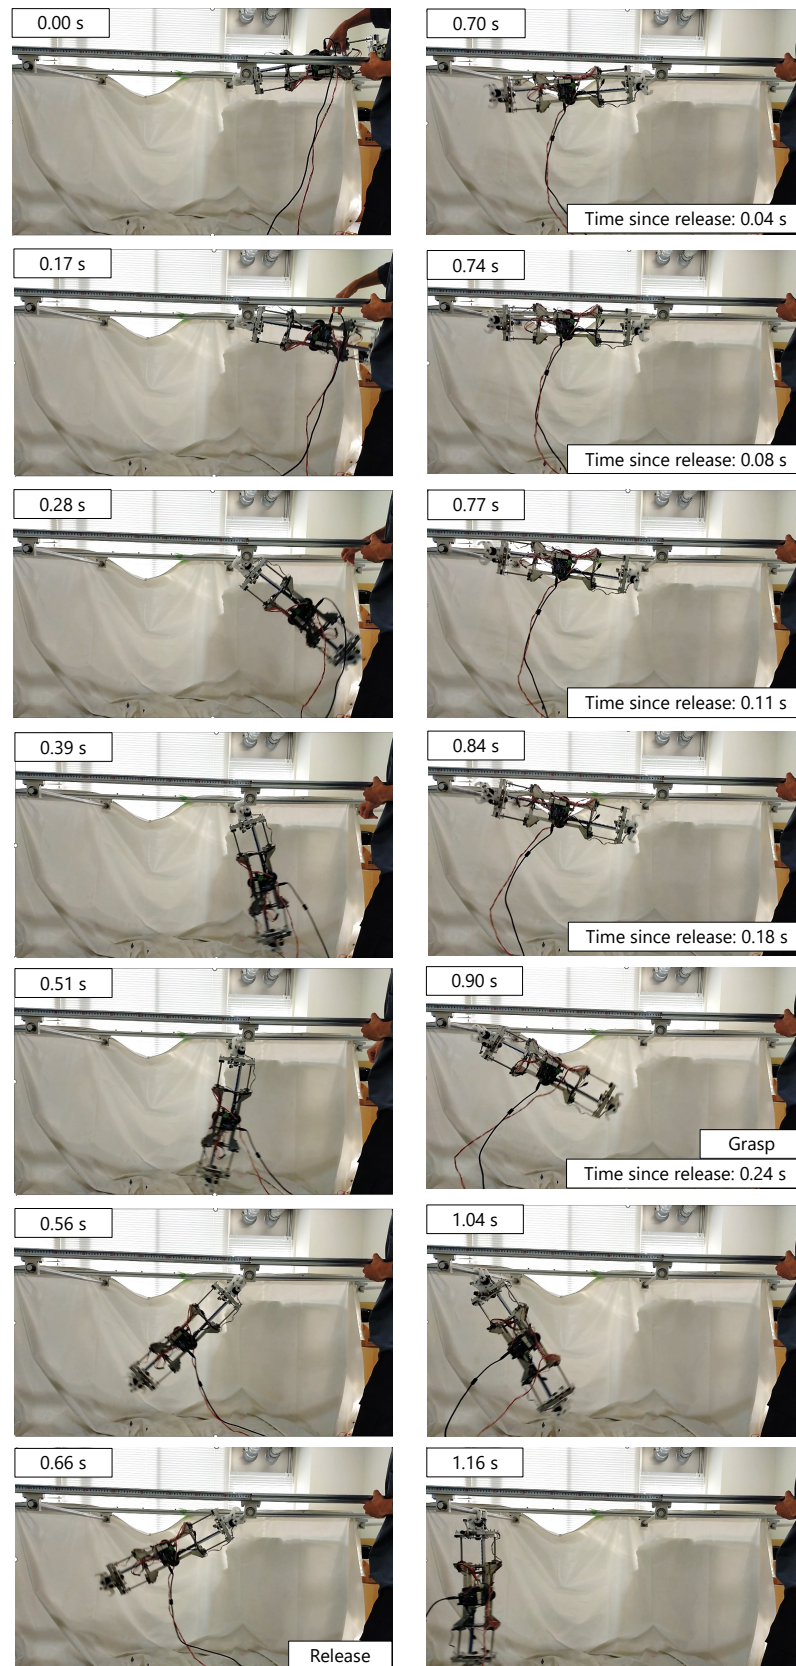 0.00 s
0.17 s
0.28 s
0.39 s
0.51 s
0.56 s
0.66 s
Release
0.70 s
Time since release: 0.04 s
0.74 s
Time since release: 0.08 s
0.77 s
Time since release: 0.11 s
0.84 s
Time since release: 0.18 s
0.90 s
Grasp
Time since release: 0.24 s
1.04 s
1.16 s